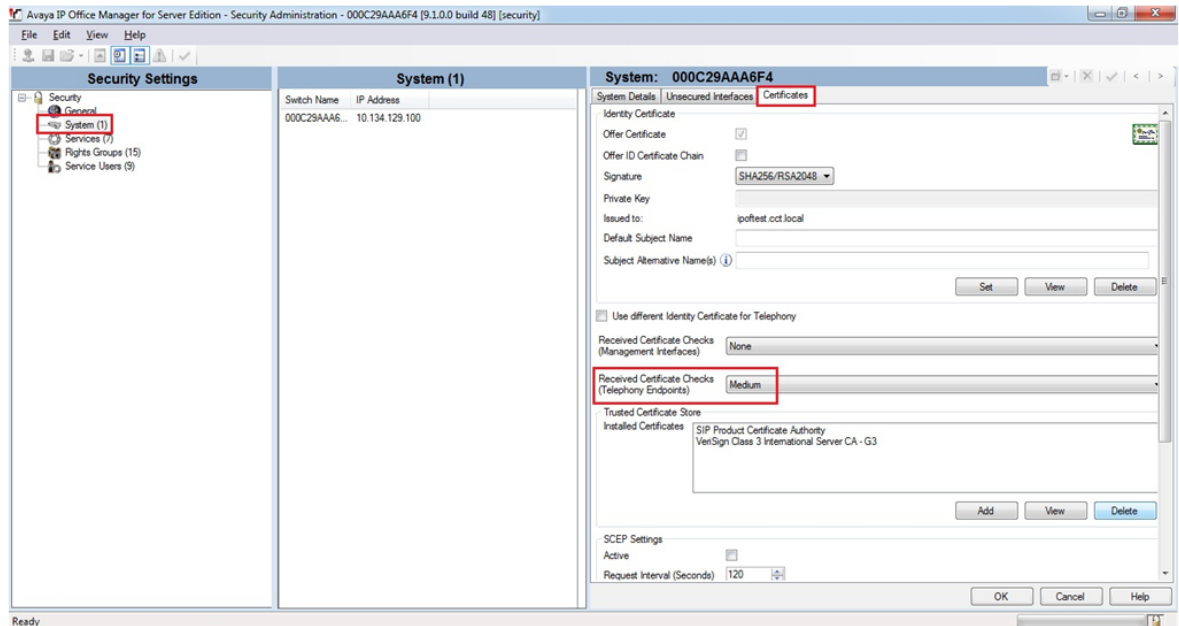 Avaya IP Office Manager for Server Edition - Security Administration - 000C29AAA6F4 [9.1.0.0 build 48] [security]
File Edit View Help
Security Settings
System (1)
System: 000C29AAA6F4
Security
General
System (1)
Services (7)
Rights Groups (15)
Service Users (9)
Switch Name IP Address
000C29AAA6... 10.134.129.100
System Details Unsecured Interfaces Certificates
Identity Certificate
Offer Certificate
Offer ID Certificate Chain
Signature SHA256/RSA2048
Private Key
Issued to: ipoftest.cct.local
Default Subject Name
Subject Alternative Name(s)
Set View Delete
Use different Identity Certificate for Telephony
Received Certificate Checks
(Management Interfaces) None
Received Certificate Checks
(Telephony Endpoints) Medium
Trusted Certificate Store
Installed Certificates SIP Product Certificate Authority
VeriSign Class 3 International Server CA - G3
Add View Delete
SCEP Settings
Active
Request Interval (Seconds) 120
OK Cancel Help
Ready